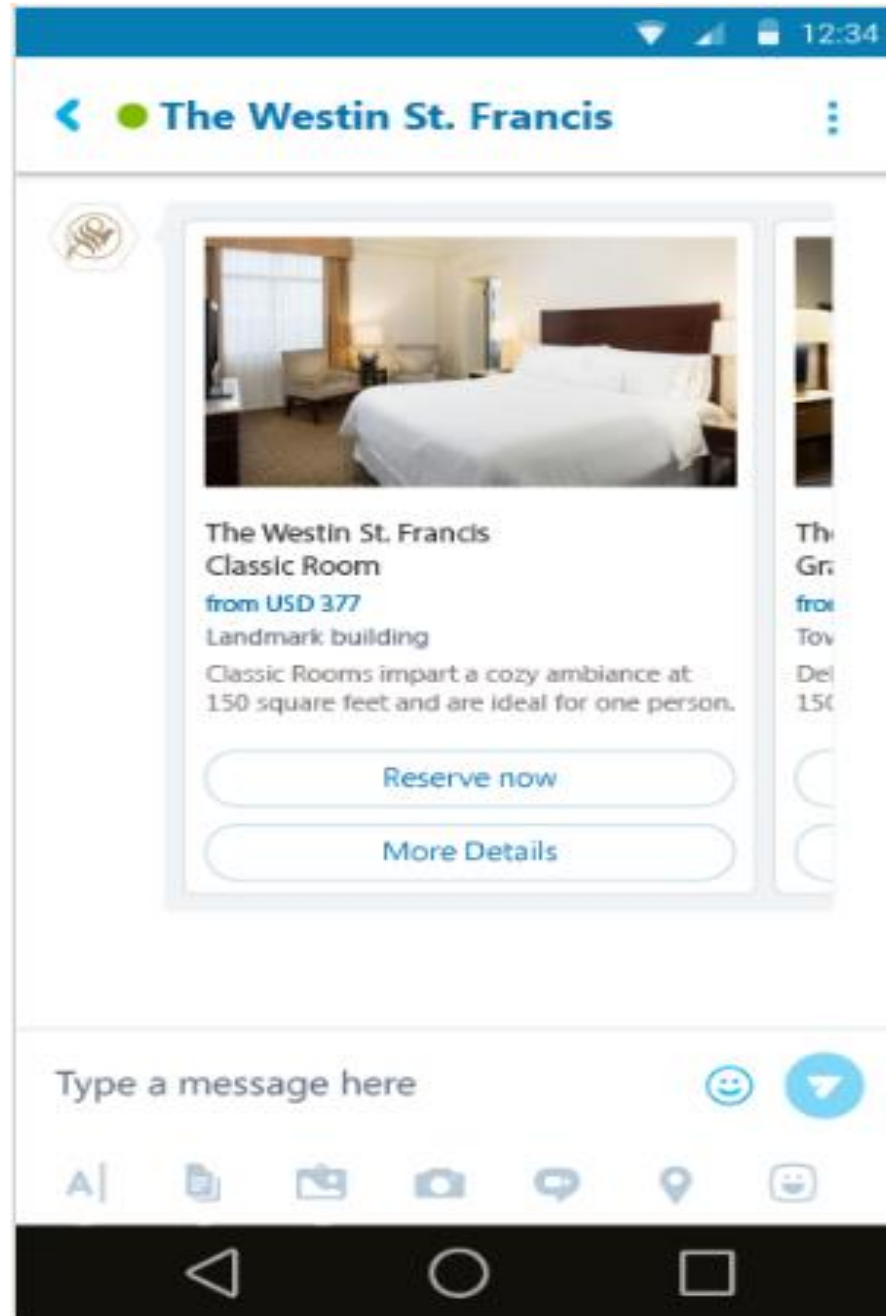 12:34
The Westin St. Francis
The Westin St. Francis
Classic Room
from USD 377
Landmark building
Classic Rooms impart a cozy ambiance at
150 square feet and are ideal for one person.
Reserve now
More Details
Type a message here
A